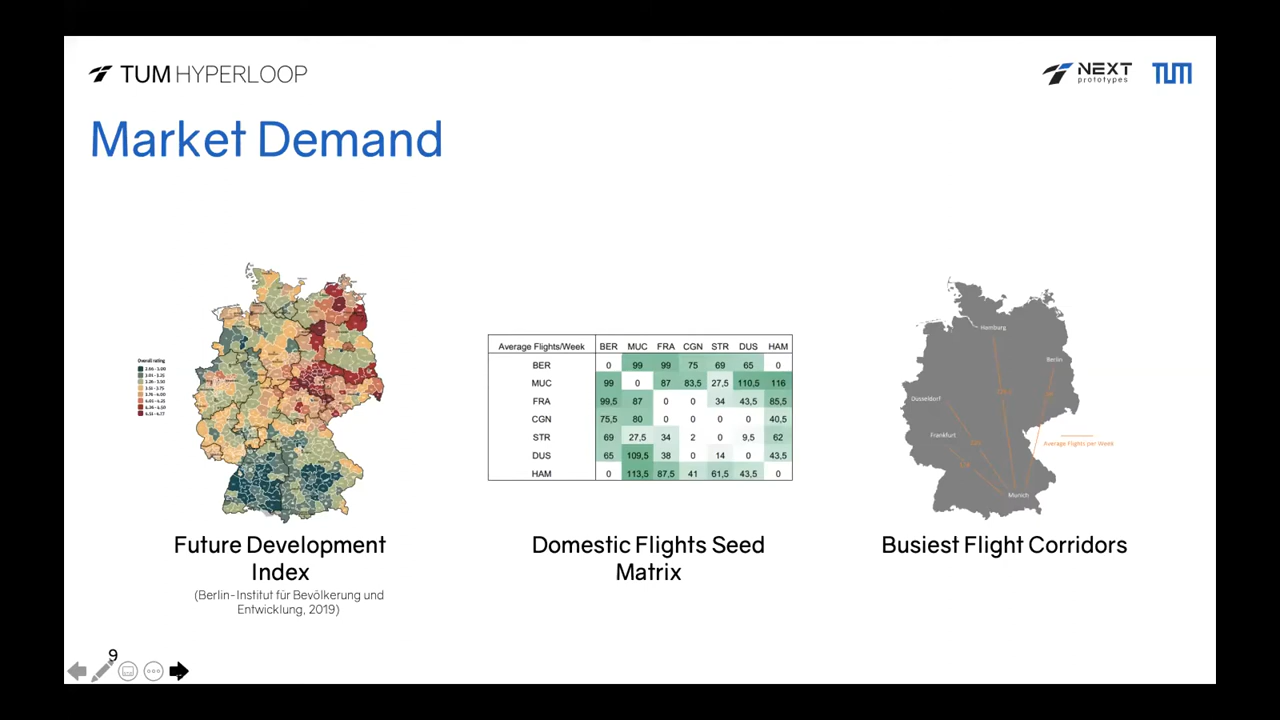 TUM HYPERLOOP
NEXT
prototypes
TUM
Market Demand
Overall rating
Average Flights/Week BER MUC FRA CGN STR DUS HAM
BER 0 99 99 75 69 65 0
MUC 99 0 87 83,5 27,5 110,5 116
FRA 99,5 87 0 0 34 43,5 85,5
CGN 75,5 80 0 0 0 0 40,5
STR 69 27,5 34 2 0 9,5 62
DUS 65 109,5 38 0 14 0 43,5
HAM 0 113,5 87,5 41 61,5 43,5 0
Hamburg
Berlin
Dusseldorf
Frankfurt
Average Flights per Week
Munich
Future Development
Index
(Berlin-Institut für Bevölkerung und
Entwicklung, 2019)
Domestic Flights Seed
Matrix
Busiest Flight Corridors
9